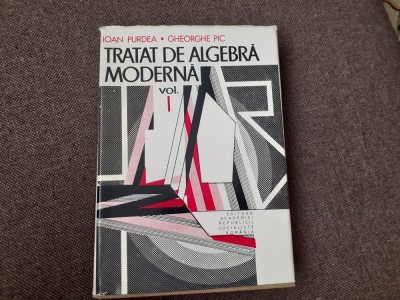 IOAN PURDEA • GHEORGHE PIC
TRATAT DE ALGEBRĂ
MODERNĂ
vol.
I
EDITURA
ACADEMIEI
REPUBLICII
SOCIALISTE
ROMÂNIA